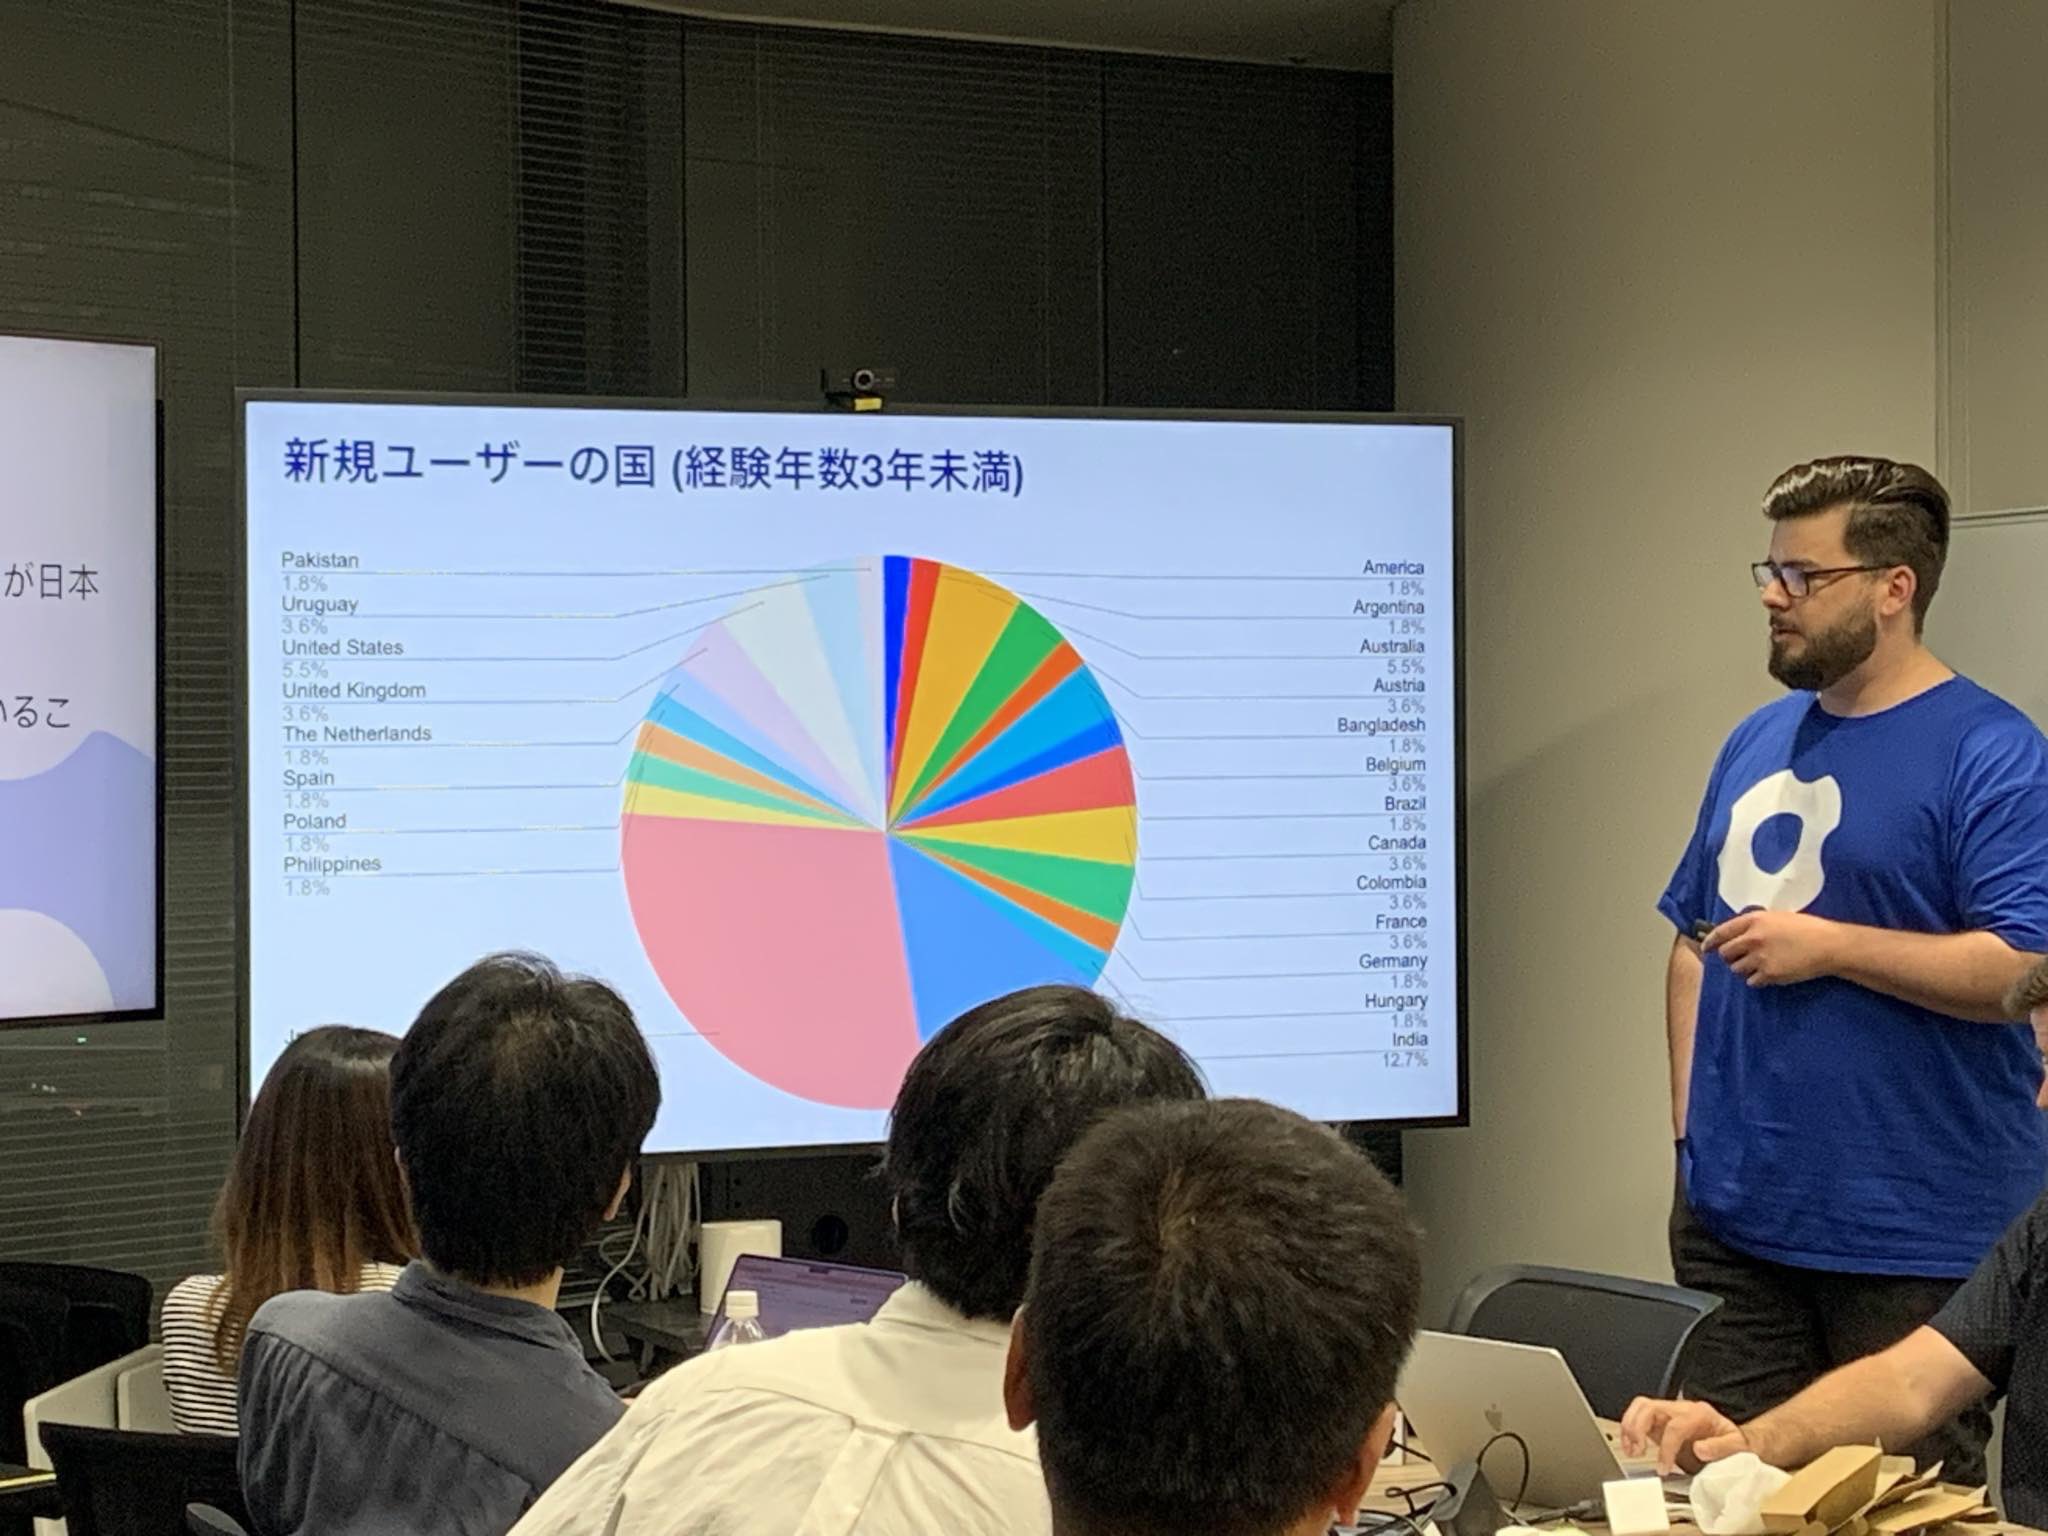 が日本
いるこ
新規ユーザーの国 (経験年数3年未満)
Pakistan
1.8%
Uruguay
3.6%
United States
5.5%
United Kingdom
3.6%
The Netherlands
1.8%
Spain
1.8%
Poland
1.8%
Philippines
1.8%
America
1.8%
Argentina
1.8%
Australia
5.5%
Austria
3.6%
Bangladesh
1.8%
Belgium
3.6%
Brazil
1.8%
Canada
3.6%
Colombia
3.6%
France
3.6%
Germany
1.8%
Hungary
1.8%
India
12.7%